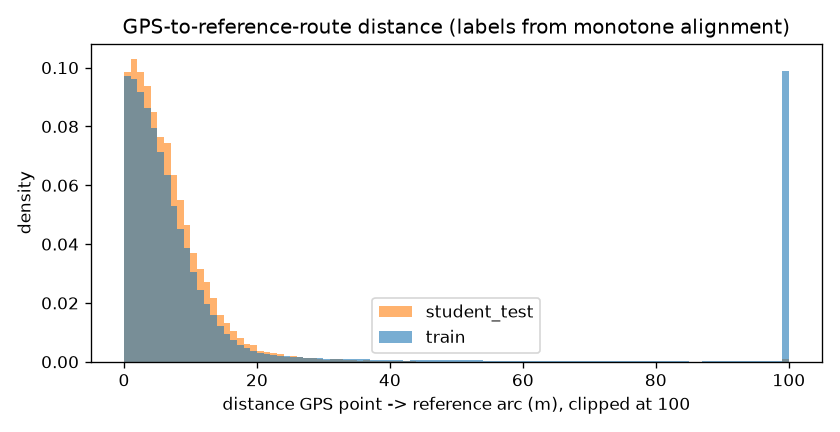 GPS-to-reference-route distance (labels from monotone alignment)
density
0.10
0.08
0.06
0.04
0.02
0.00
student_test
train
0 20 40 60 80 100
distance GPS point -> reference arc (m), clipped at 100